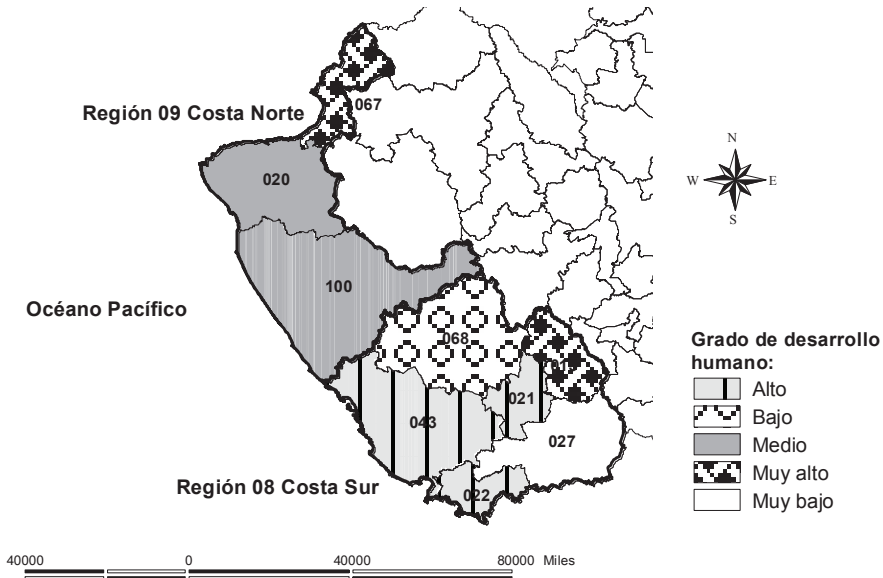 Región 09 Costa Norte
067
020
100
Océano Pacífico
068
021
043
027
022
Región 08 Costa Sur
N
W
E
S
Grado de desarrollo
humano:
Alto
Bajo
Medio
Muy alto
Muy bajo
40000 0 40000 80000 Miles